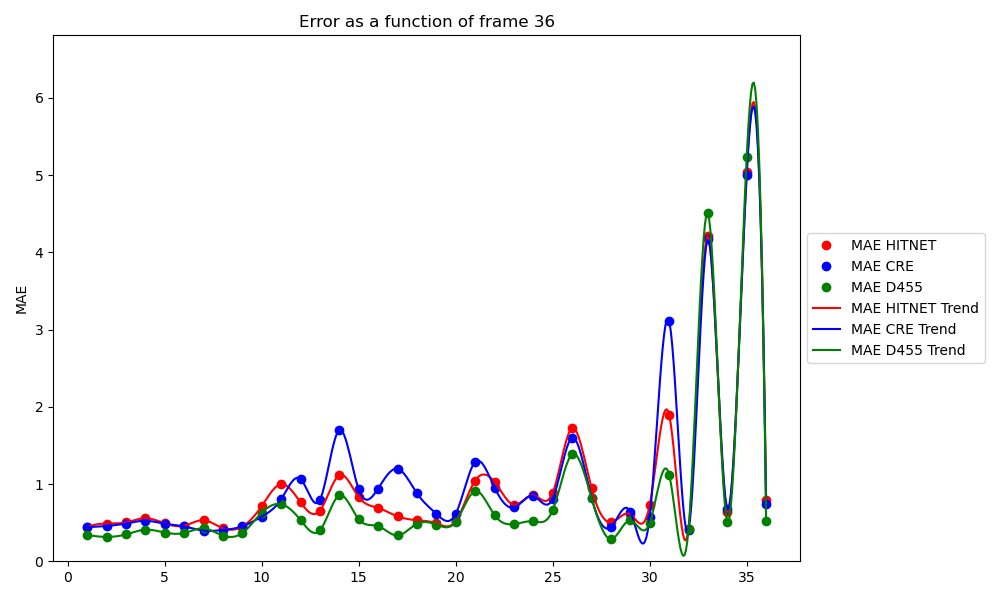 Error as a function of frame 36
MAE
6
5
4
3
2
1
0
0 5 10 15 20 25 30 35
MAE HITNET
MAE CRE
MAE D455
MAE HITNET Trend
MAE CRE Trend
MAE D455 Trend